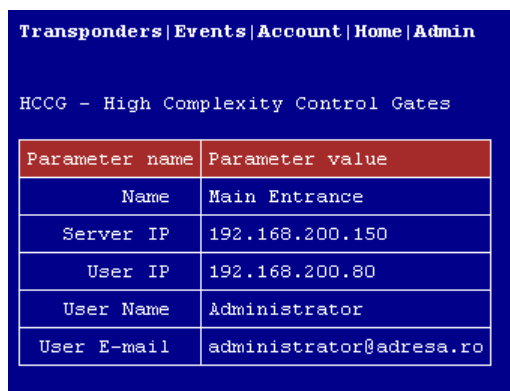 Transponders|Events|Account|Home|Admin
HCCG - High Complexity Control Gates
Parameter name Parameter value
Name Main Entrance
Server IP 192.168.200.150
User IP 192.168.200.80
User Name Administrator
User E-mail administrator@adresa.ro